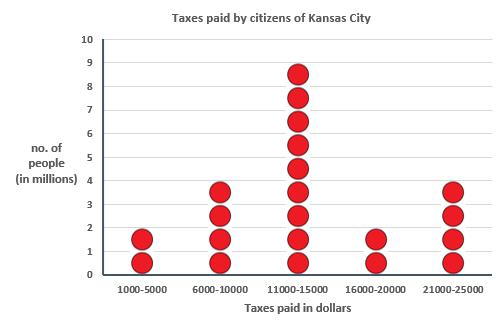 Taxes paid by citizens of Kansas City
10
9
8
7
6
5
4
3
2
1
0
no. of
people
(in millions)
1000-5000 6000-10000 11000-15000 16000-20000 21000-25000
Taxes paid in dollars